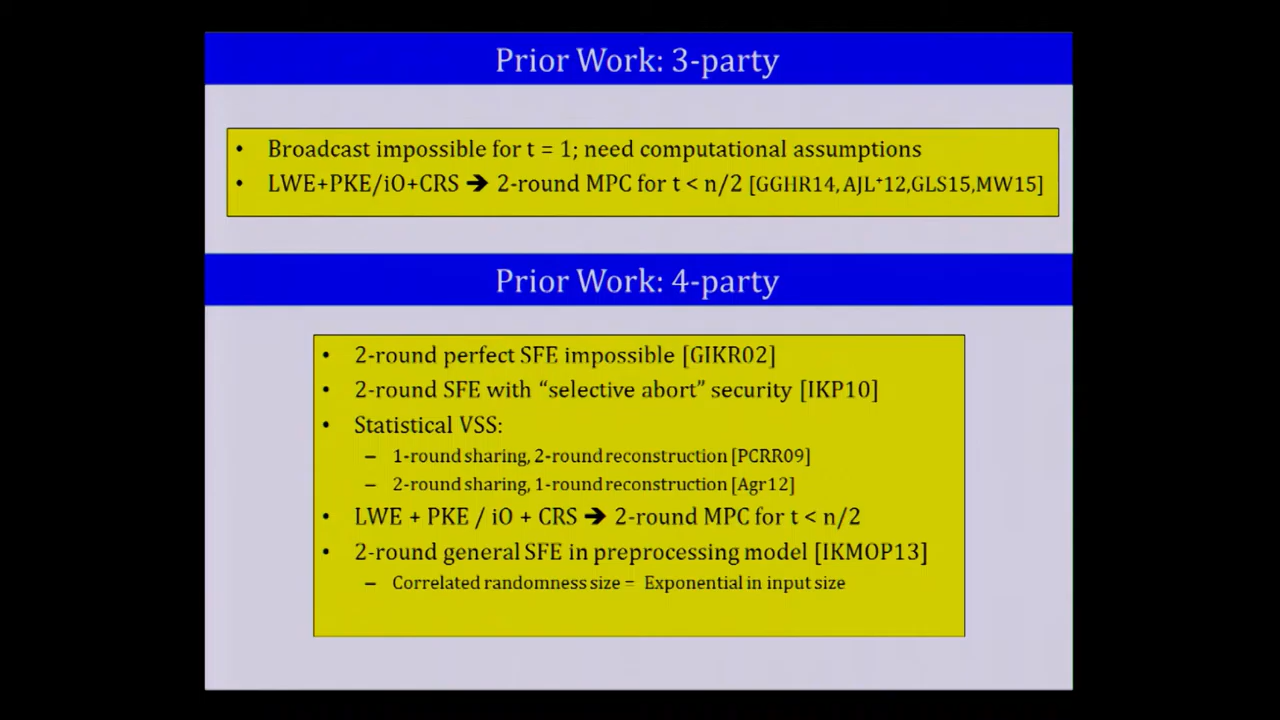 Prior Work: 3-party
• Broadcast impossible for t = 1; need computational assumptions
• LWE+PKE/iO+CRS ➔ 2-round MPC for t < n/2 [GGHR14, AJL⁺12,GLS15,MW15]
Prior Work: 4-party
• 2-round perfect SFE impossible [GIKR02]
• 2-round SFE with “selective abort” security [IKP10]
• Statistical VSS:
– 1-round sharing, 2-round reconstruction [PCRR09]
– 2-round sharing, 1-round reconstruction [Agr12]
• LWE + PKE / iO + CRS ➔ 2-round MPC for t < n/2
• 2-round general SFE in preprocessing model [IKMOP13]
– Correlated randomness size = Exponential in input size